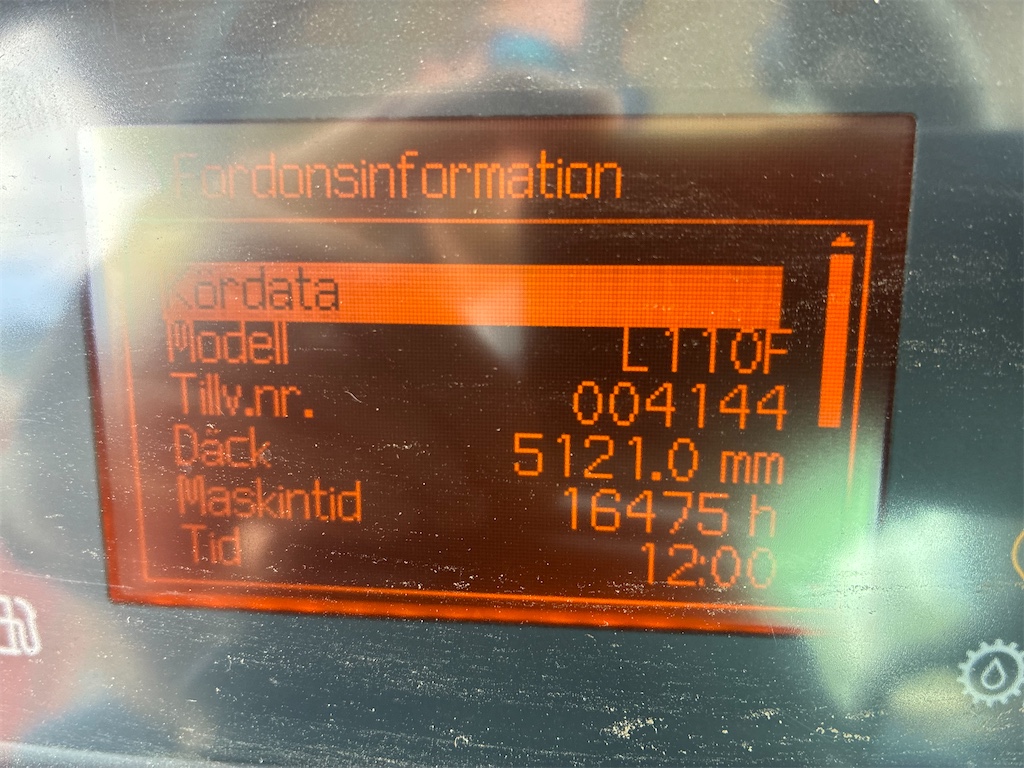 Fordonsinformation
Kördata
Modell L110F
Tillv.nr. 004144
Däck 5121.0 mm
Maskintid 16475 h
Tid 12:00